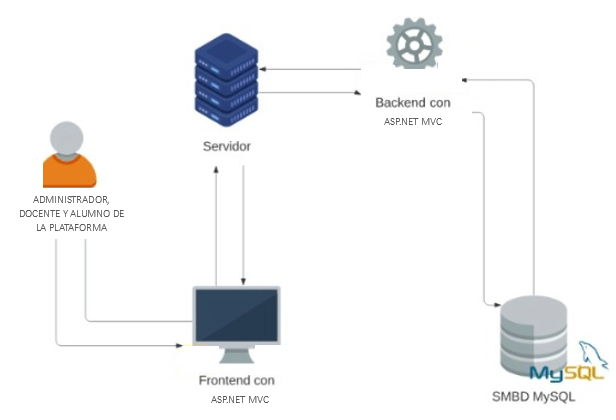 Backend con
ASP.NET MVC
Servidor
ADMINISTRADOR,
DOCENTE Y ALUMNO DE
LA PLATAFORMA
Frontend con
ASP.NET MVC
MySQL
SMBD MySQL